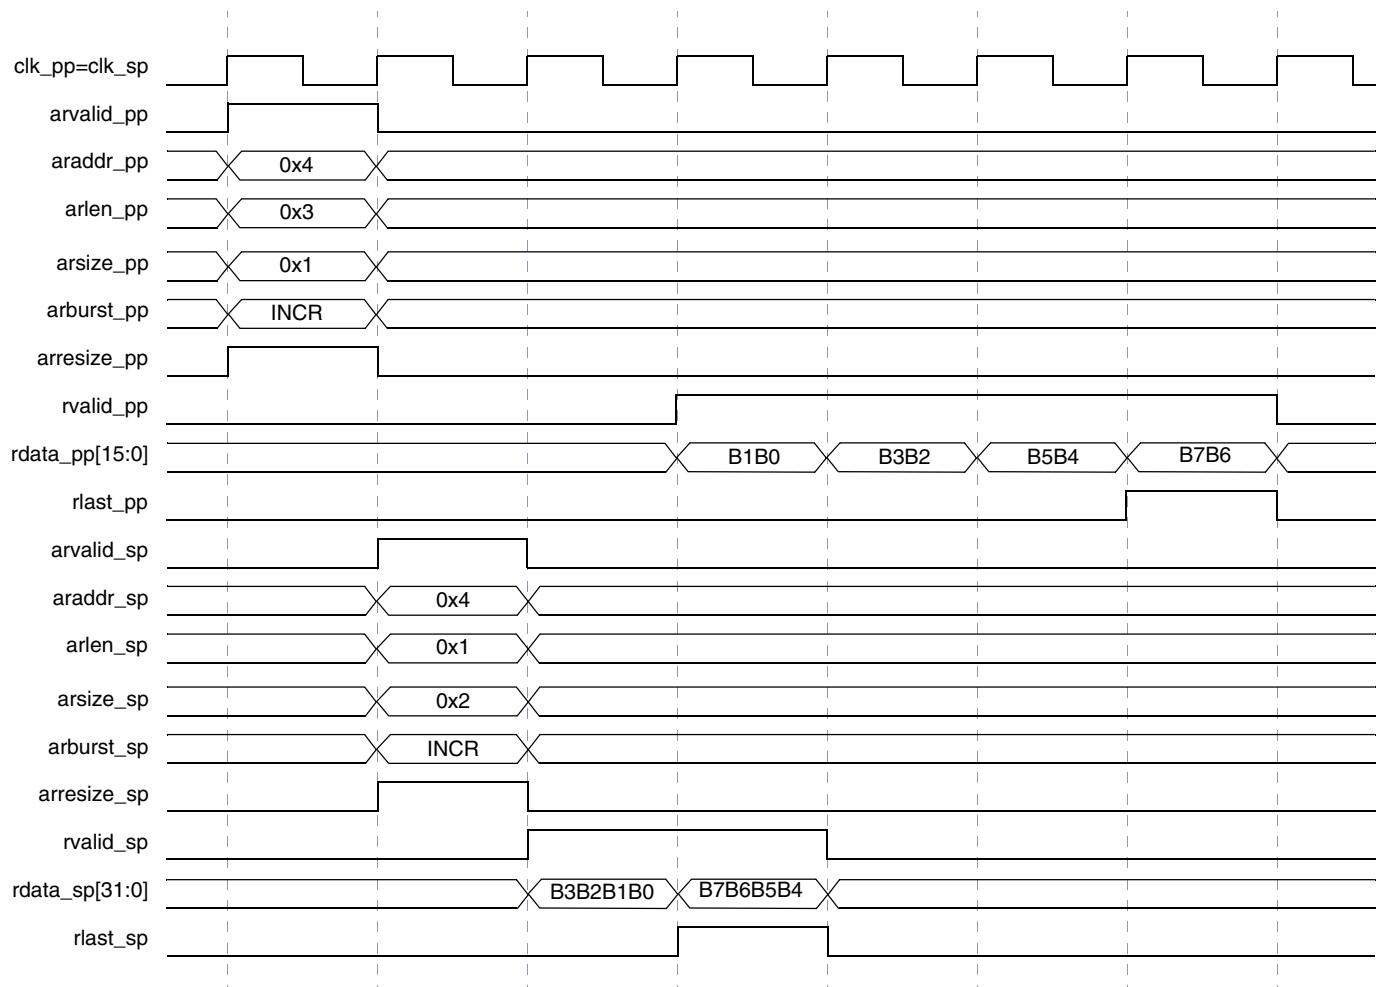 clk_pp=clk_sp
arvalid_pp
araddr_pp 0x4
arlen_pp 0x3
arsize_pp 0x1
arburst_pp INCR
arresize_pp
rvalid_pp
rdata_pp[15:0] B1B0 B3B2 B5B4 B7B6
rlast_pp
arvalid_sp
araddr_sp 0x4
arlen_sp 0x1
arsize_sp 0x2
arburst_sp INCR
arresize_sp
rvalid_sp
rdata_sp[31:0] B3B2B1B0 B7B6B5B4
rlast_sp